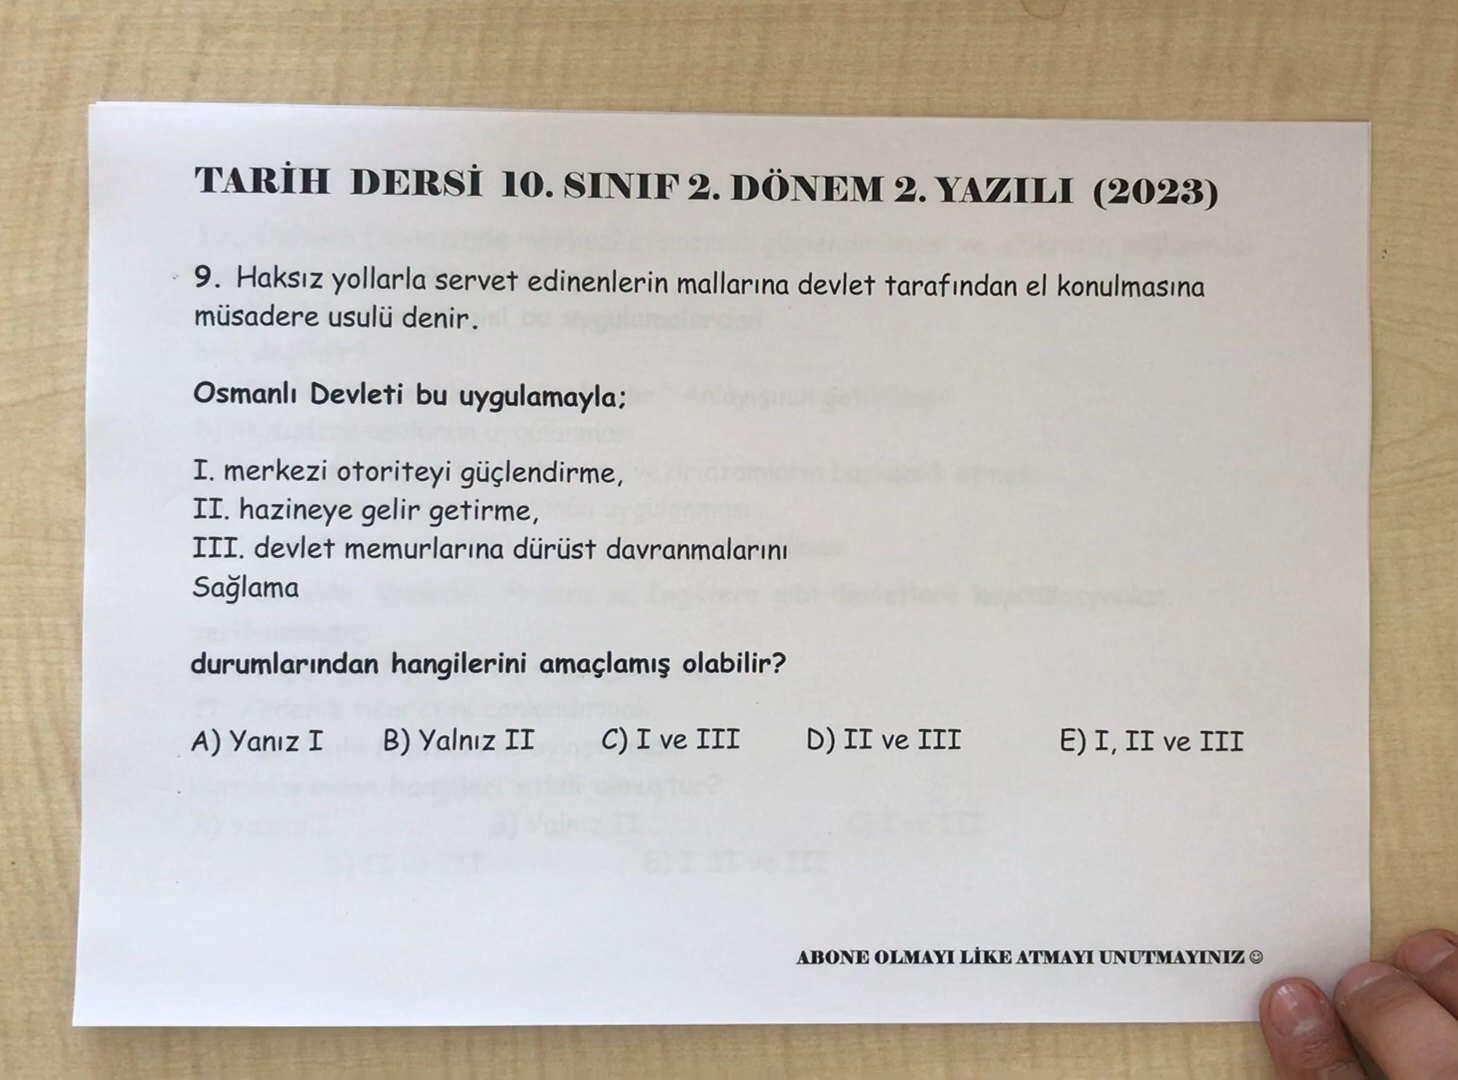 TARİH DERSİ 10. SINIF 2. DÖNEM 2. YAZILI (2023)
9. Haksız yollarla servet edinenlerin mallarına devlet tarafından el konulmasına
müsadere usulü denir.
Osmanlı Devleti bu uygulamayla;
I. merkezi otoriteyi güçlendirme,
II. hazineye gelir getirme,
III. devlet memurlarına dürüst davranmalarını
Sağlama
durumlarından hangilerini amaçlamış olabilir?
A) Yanız I B) Yalnız II C) I ve III D) II ve III E) I, II ve III
ABONE OLMAYI LİKE ATMAYI UNUTMAYINIZ ☺